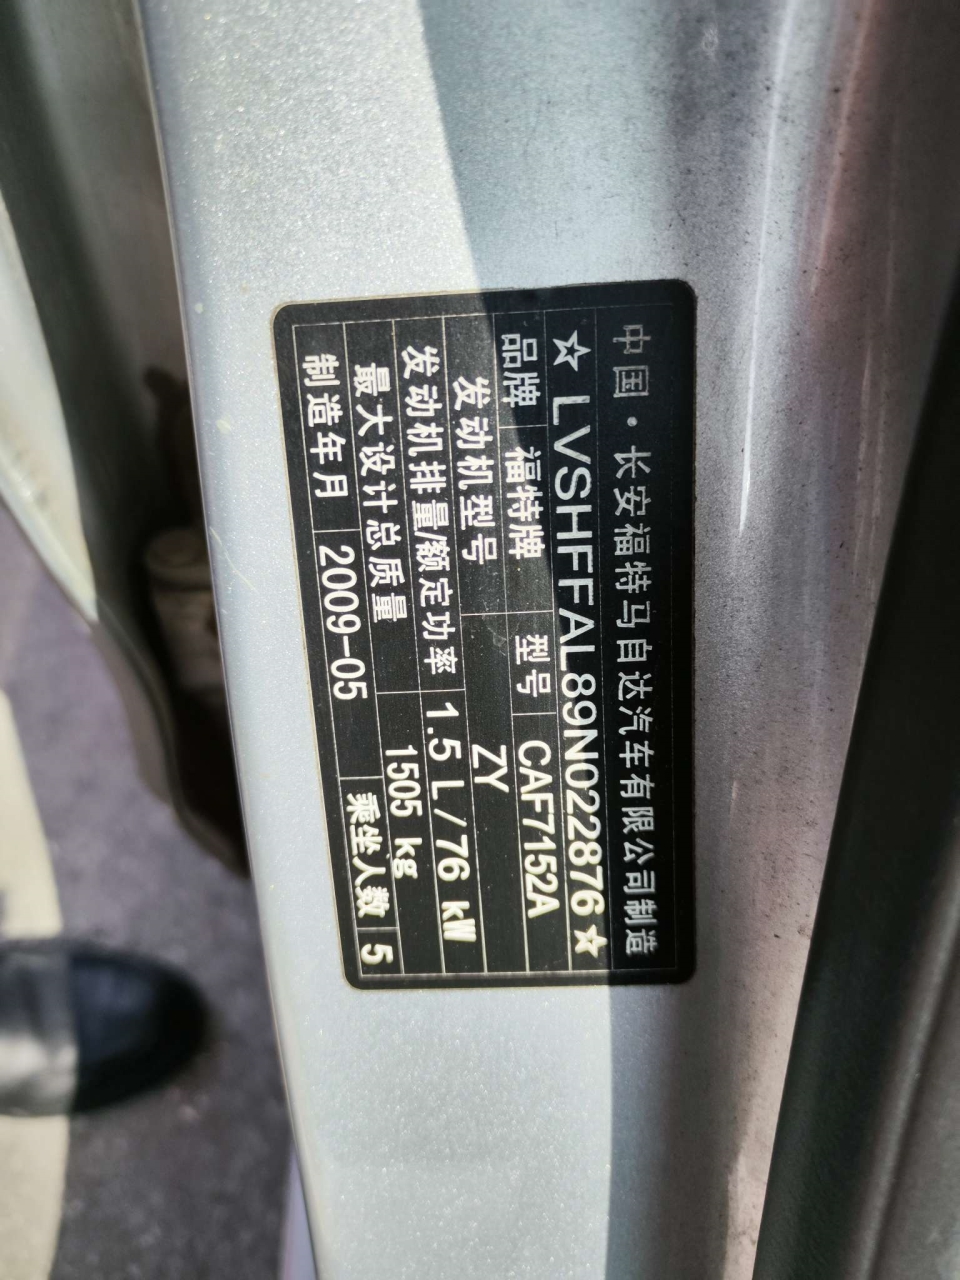 中国·长安福特马自达汽车有限公司制造
☆LVSHFFAL89N022876☆
品牌 福特牌 型号 CAF7152A
发动机型号 ZY
发动机排量/额定功率 1.5L/76 kW
最大设计总质量 1505 kg
制造年月 2009-05 乘坐人数 5